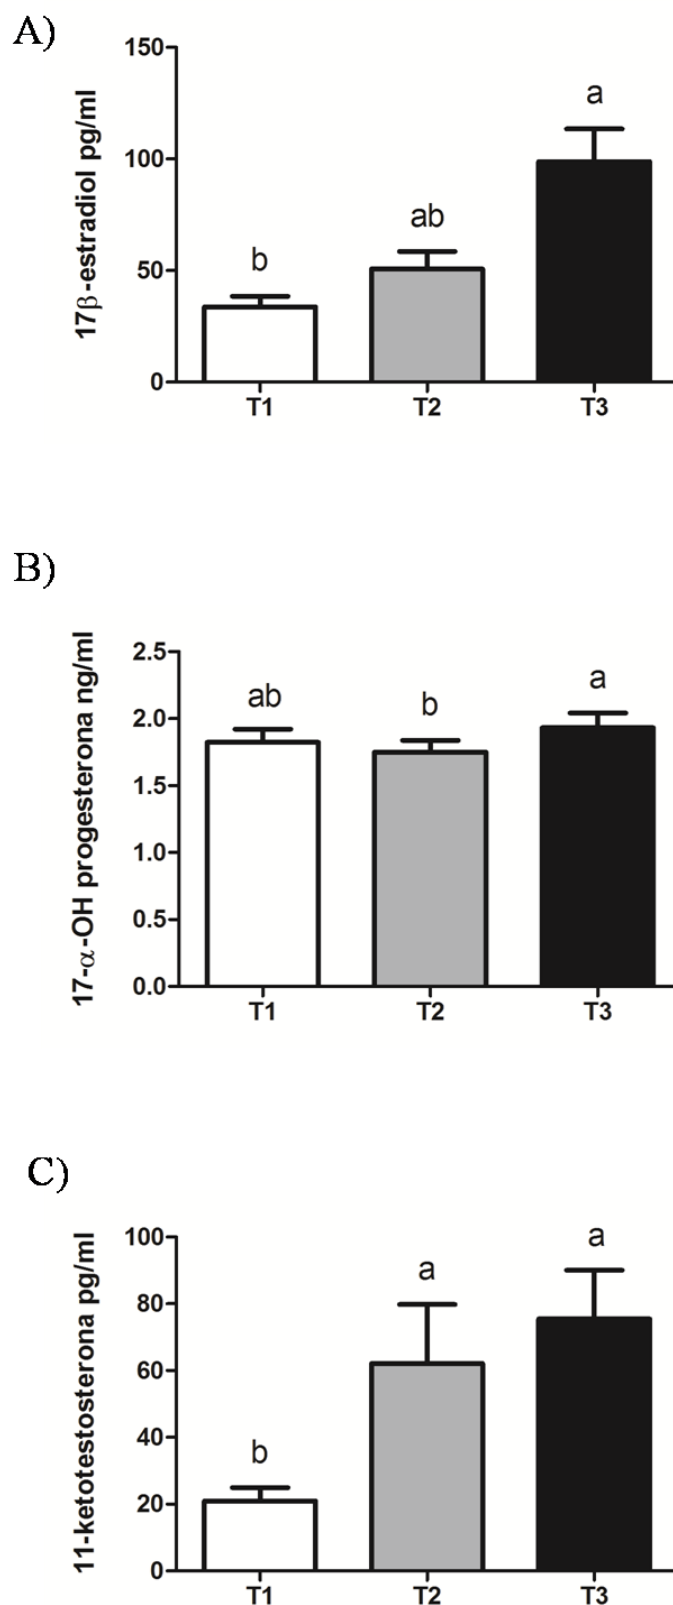 A)
17β-estradiol pg/ml
150
100
50
0
b
ab
a
T1
T2
T3
B)
17-α-OH progesterona ng/ml
2.5
2.0
1.5
1.0
0.5
0.0
ab
b
a
T1
T2
T3
C)
11-ketotestosterona pg/ml
100
80
60
40
20
0
b
a
a
T1
T2
T3